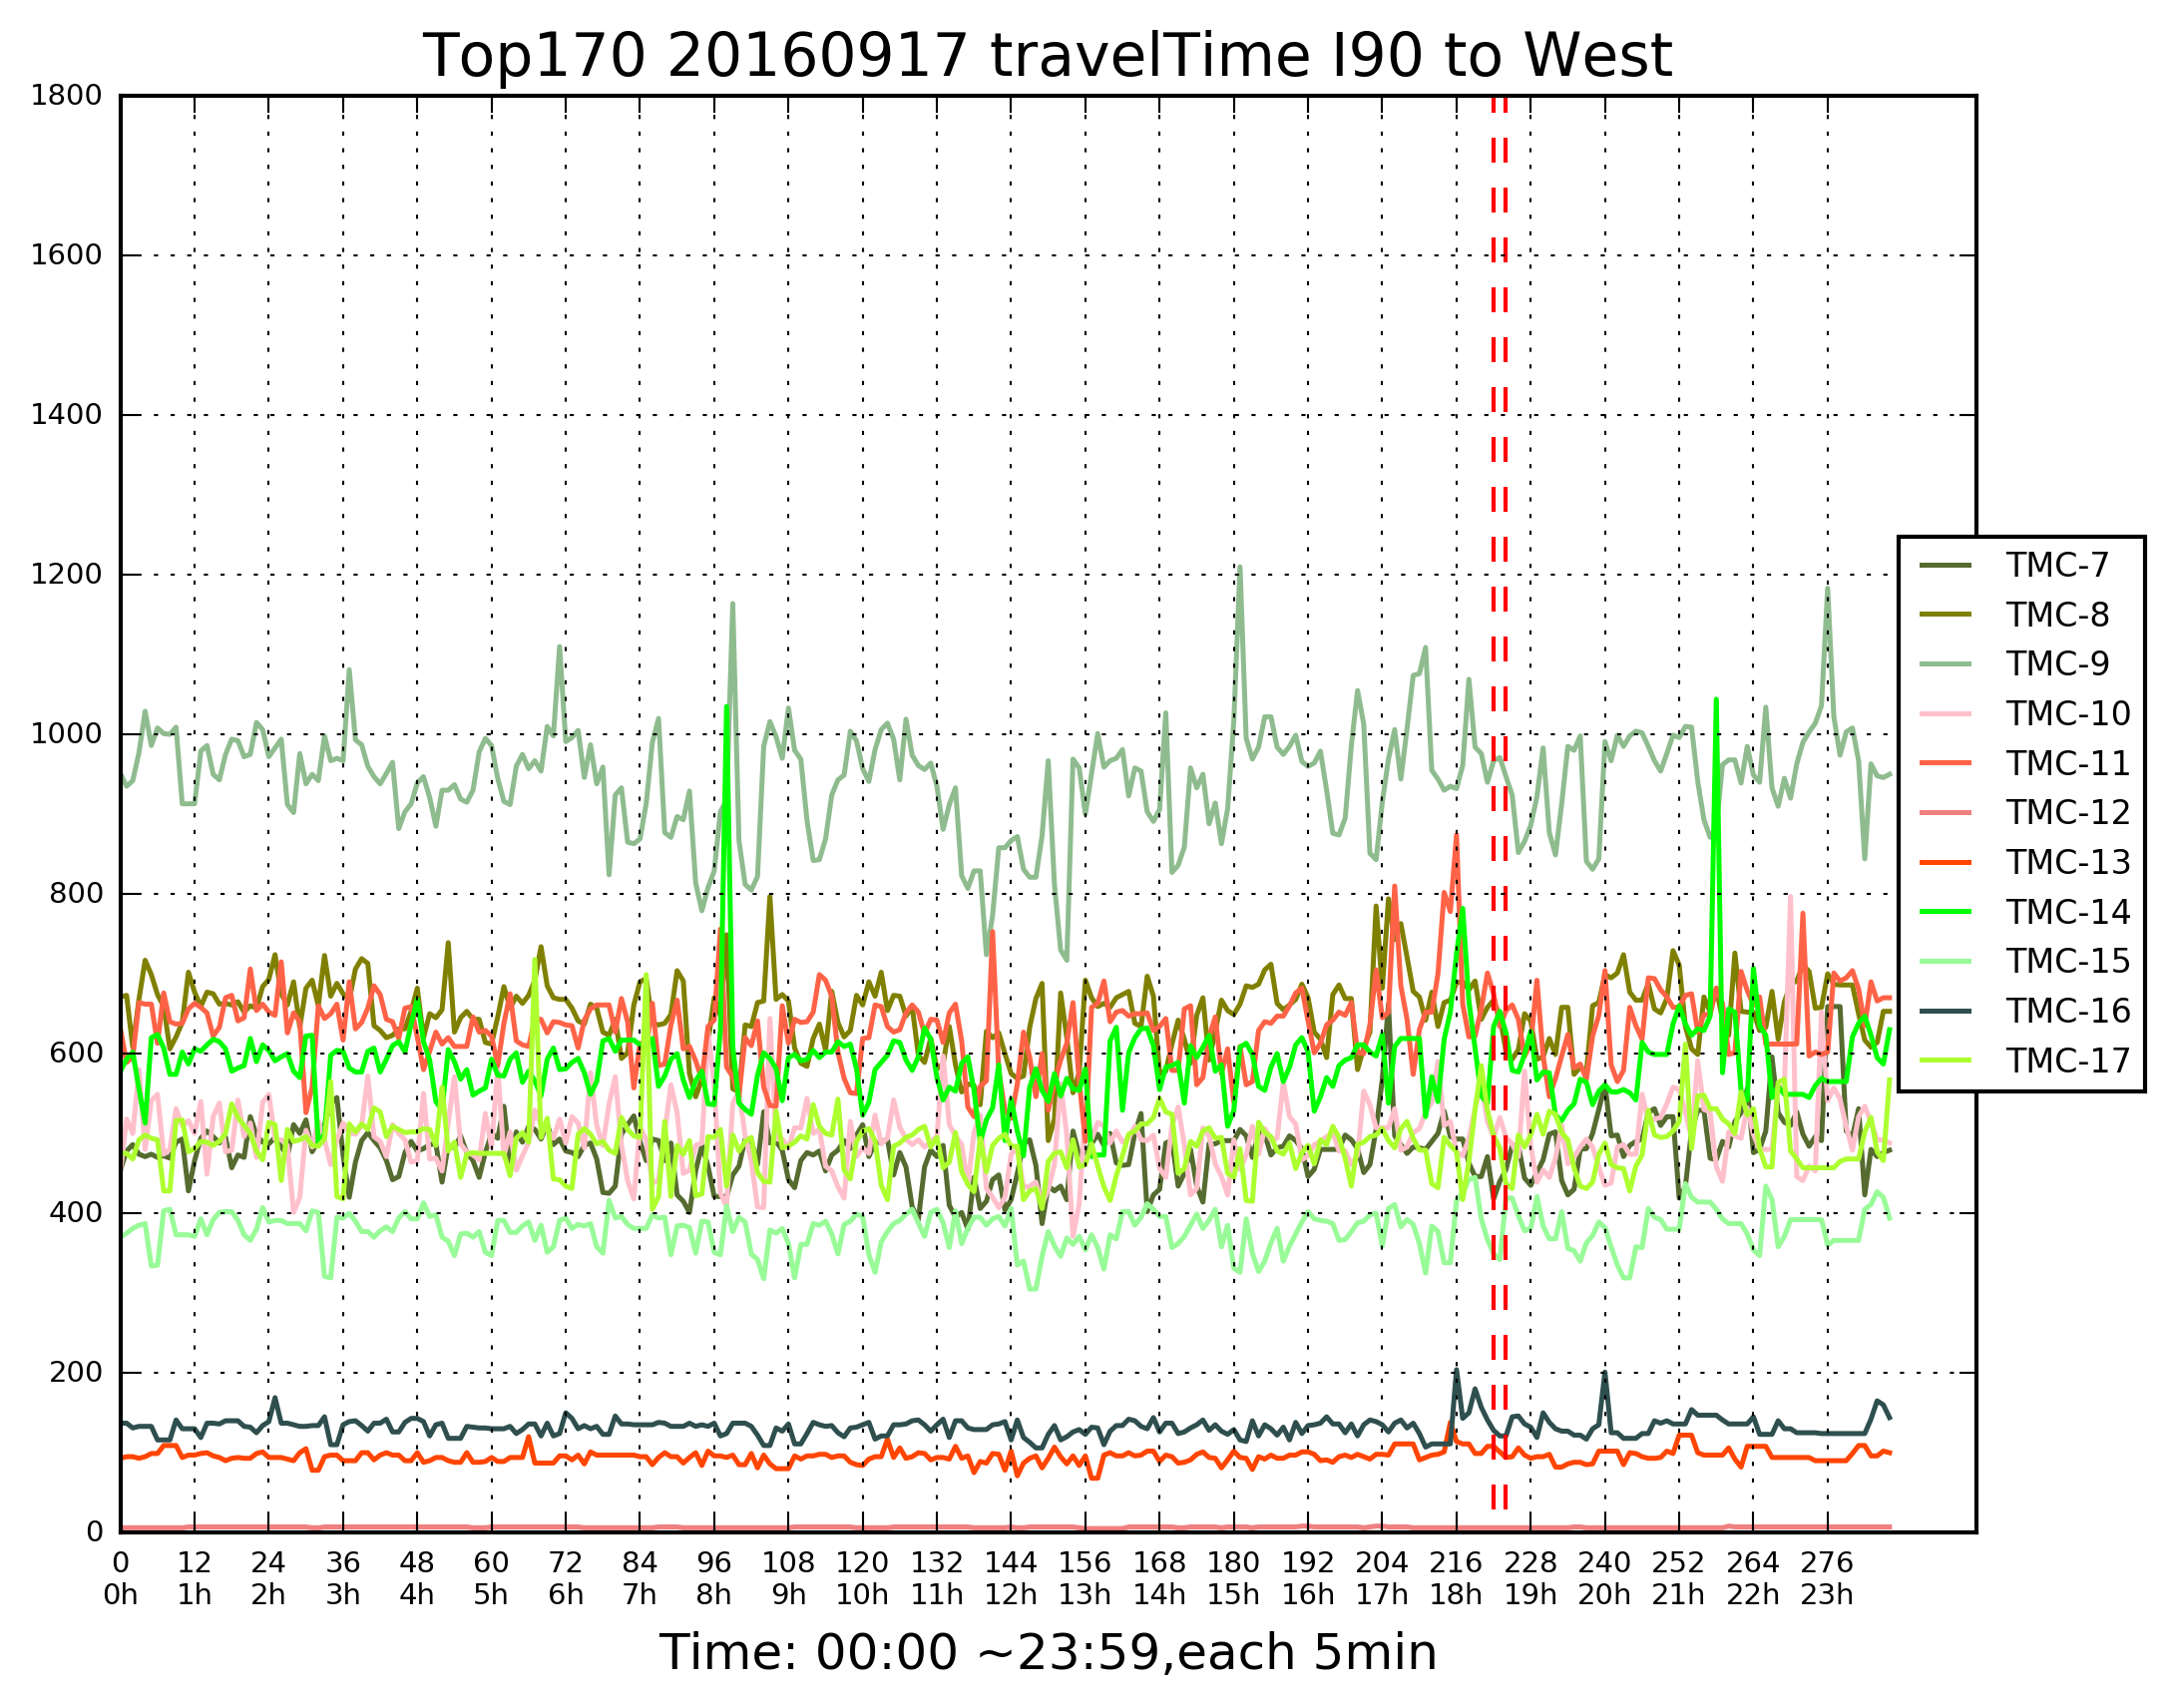 Top170 20160917 travelTime I90 to West
1800
1600
1400
1200
1000
800
600
400
200
0
TMC-7
TMC-8
TMC-9
TMC-10
TMC-11
TMC-12
TMC-13
TMC-14
TMC-15
TMC-16
TMC-17
0 12 24 36 48 60 72 84 96 108 120 132 144 156 168 180 192 204 216 228 240 252 264 276
0h 1h 2h 3h 4h 5h 6h 7h 8h 9h 10h 11h 12h 13h 14h 15h 16h 17h 18h 19h 20h 21h 22h 23h
Time: 00:00 ~23:59,each 5min